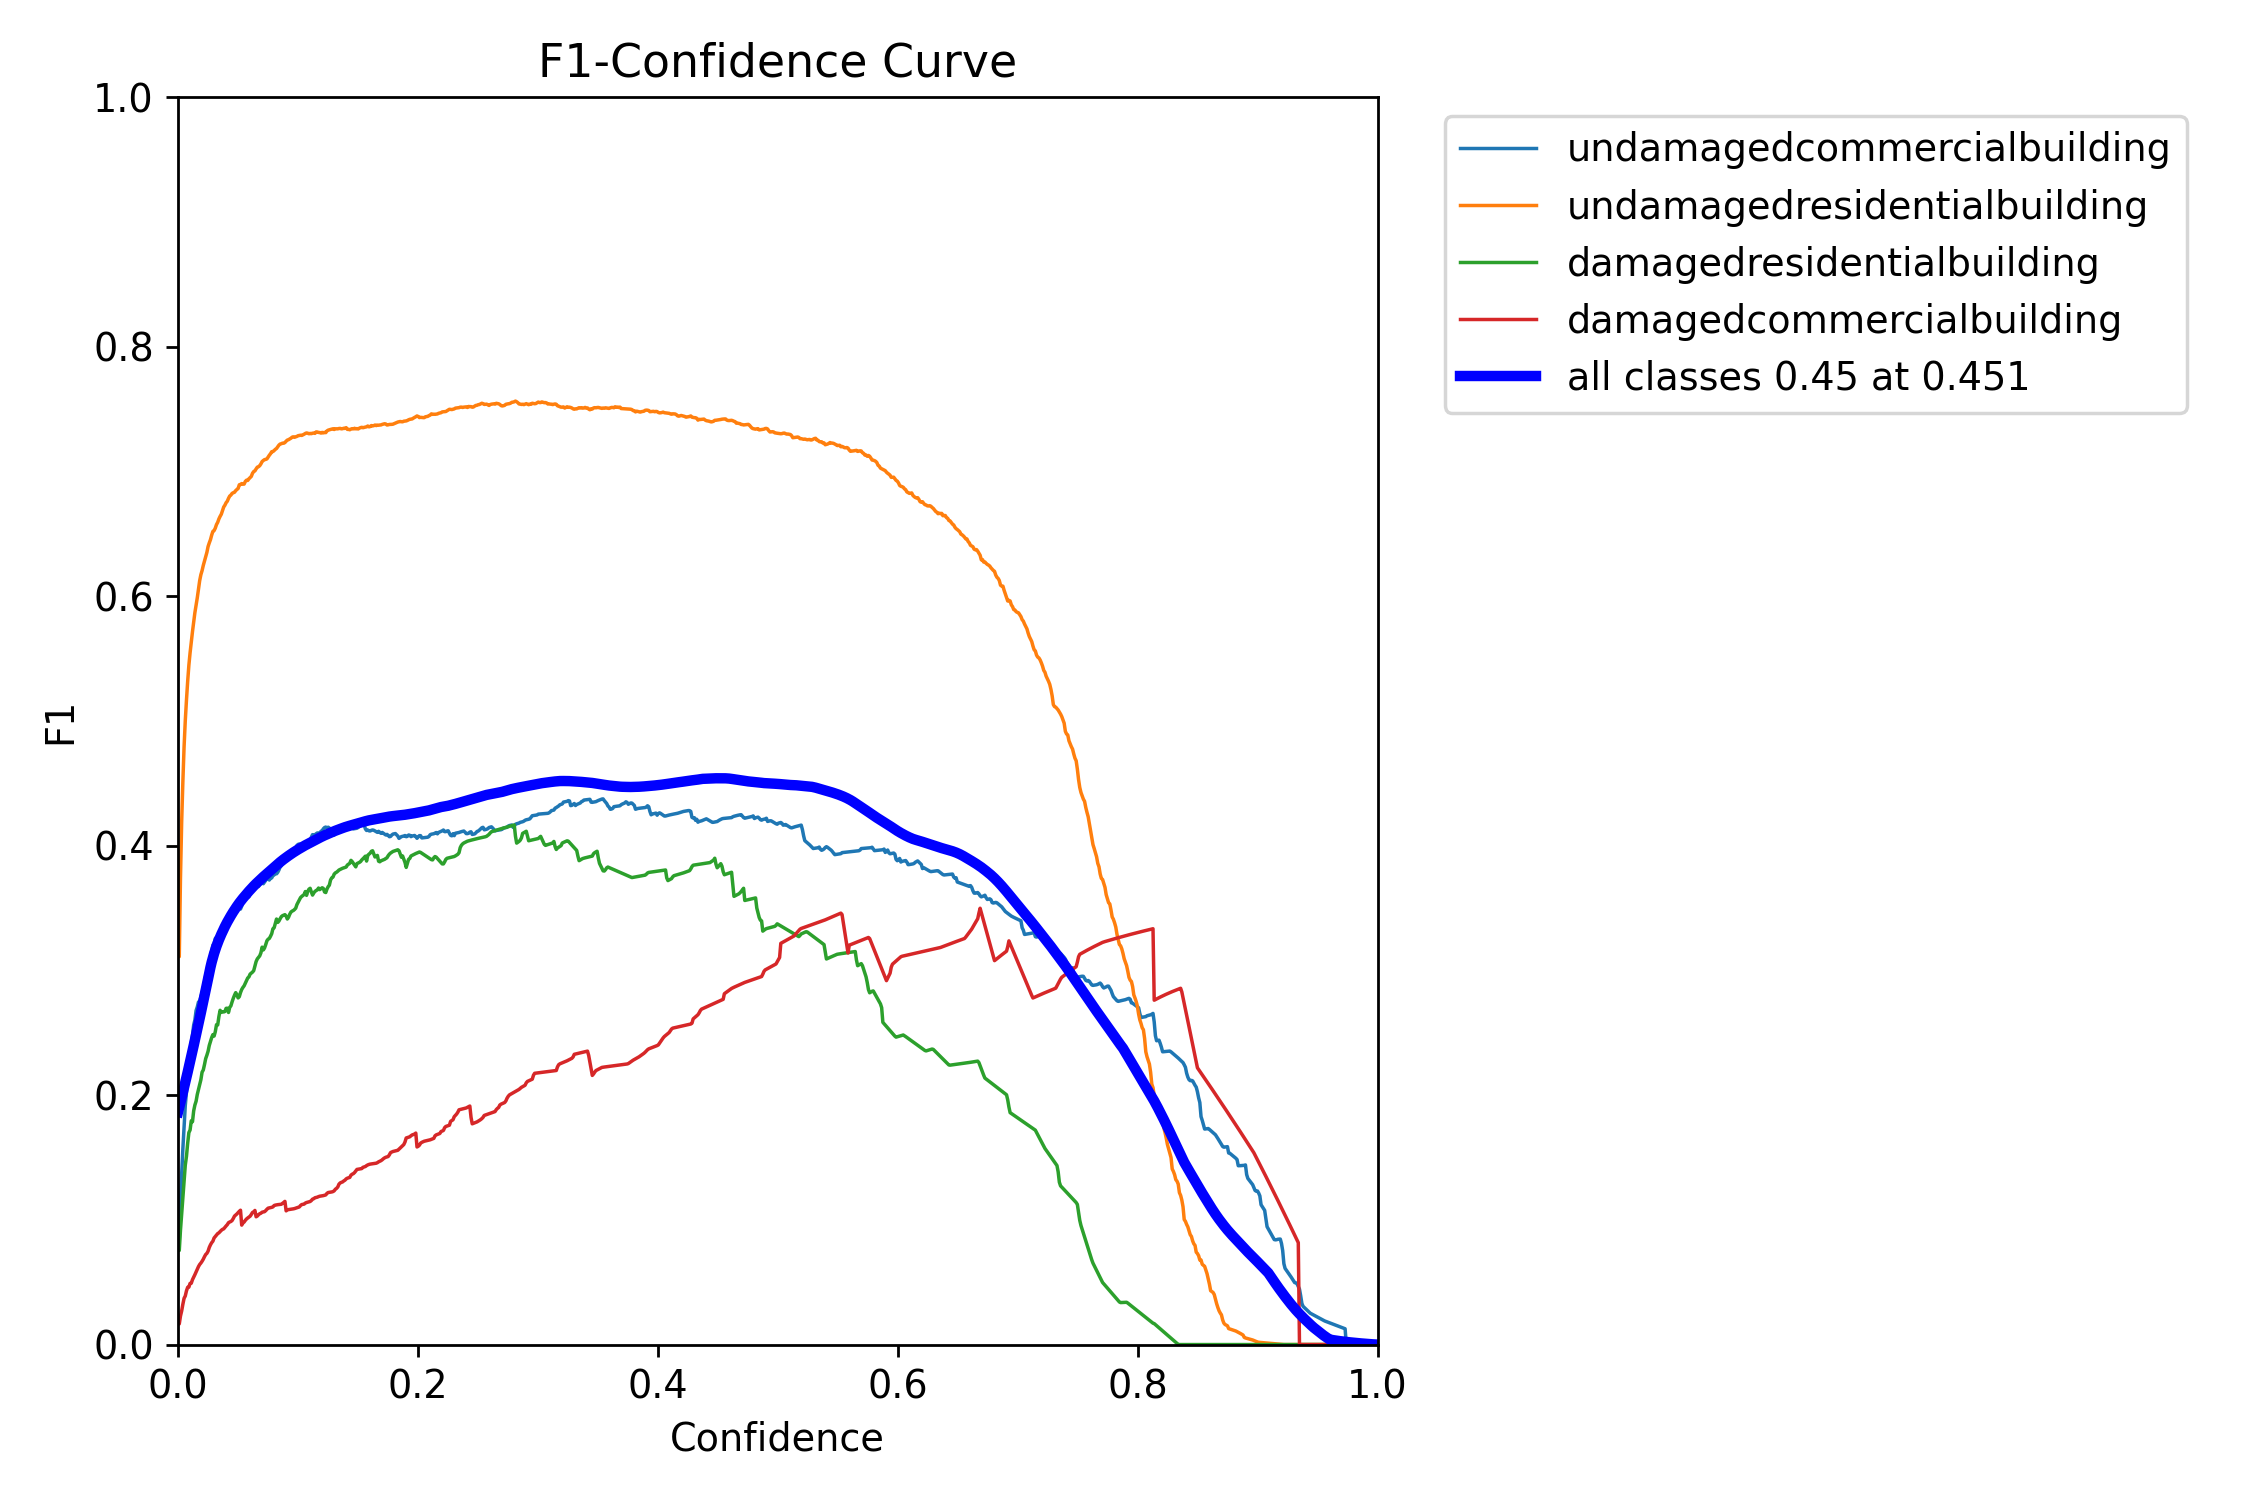 F1-Confidence Curve
1.0
0.8
0.6
0.4
0.2
0.0
F1
0.0 0.2 0.4 0.6 0.8 1.0
Confidence
undamagedcommercialbuilding
undamagedresidentialbuilding
damagedresidentialbuilding
damagedcommercialbuilding
all classes 0.45 at 0.451